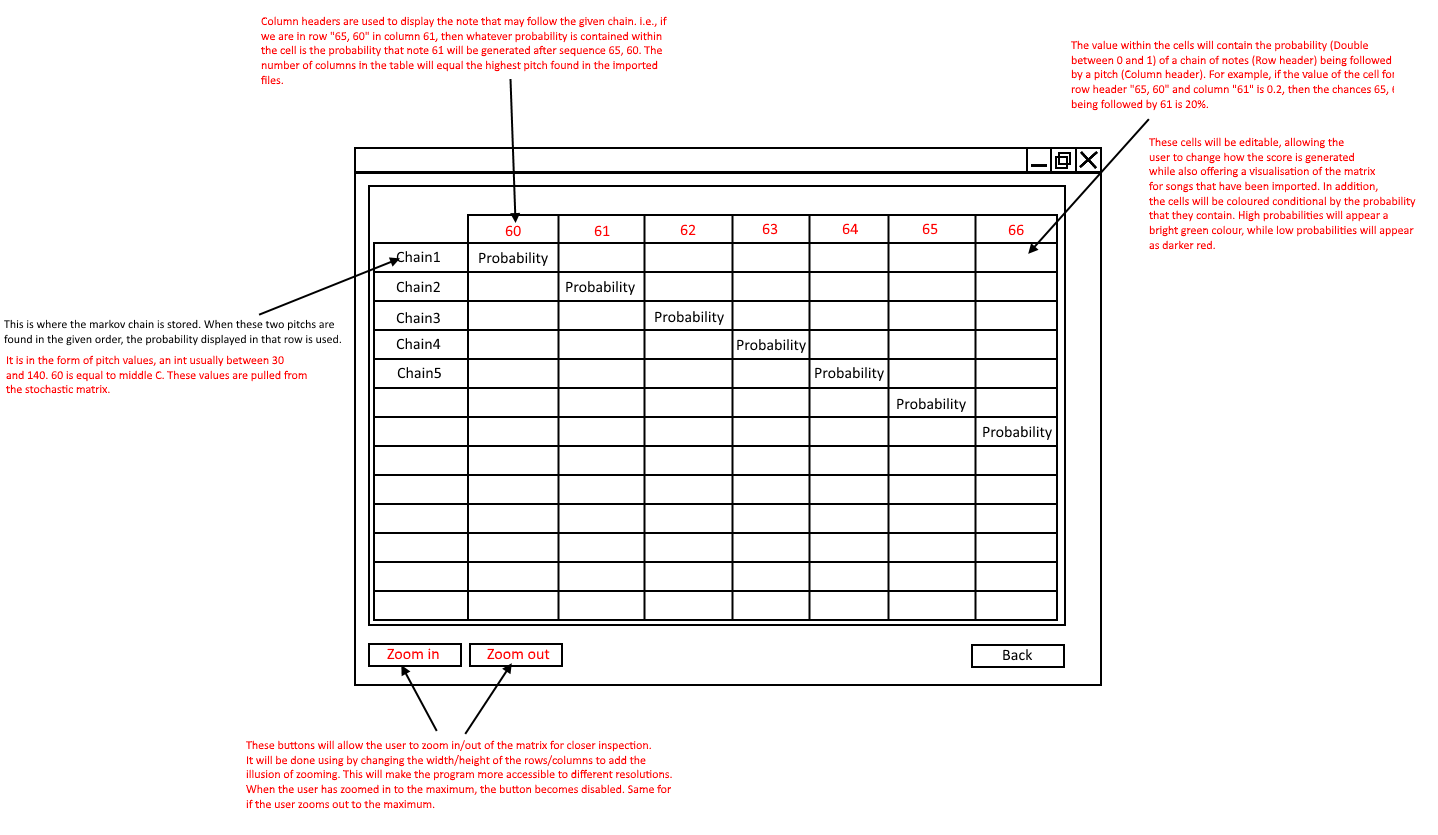 Column headers are used to display the note that may follow the given chain. i.e., if
we are in row "65, 60" in column 61, then whatever probability is contained within
the cell is the probability that note 61 will be generated after sequence 65, 60. The
number of columns in the table will equal the highest pitch found in the imported
files.
The value within the cells will contain the probability (Double
between 0 and 1) of a chain of notes (Row header) being followed
by a pitch (Column header). For example, if the value of the cell for
row header "65, 60" and column "61" is 0.2, then the chances 65,
being followed by 61 is 20%.
These cells will be editable, allowing the
user to change how the score is generated
while also offering a visualisation of the matrix
for songs that have been imported. In addition,
the cells will be coloured conditional by the probability
that they contain. High probabilities will appear a
bright green colour, while low probabilities will appear
as darker red.
60 61 62 63 64 65 66
Chain1 Probability
Chain2 Probability
Chain3 Probability
Chain4 Probability
Chain5 Probability
Probability
Probability
This is where the markov chain is stored. When these two pitchs are
found in the given order, the probability displayed in that row is used.
It is in the form of pitch values, an int usually between 30
and 140. 60 is equal to middle C. These values are pulled from
the stochastic matrix.
Zoom in Zoom out Back
These buttons will allow the user to zoom in/out of the matrix for closer inspection.
It will be done using by changing the width/height of the rows/columns to add the
illusion of zooming. This will make the program more accessible to different resolutions.
When the user has zoomed in to the maximum, the button becomes disabled. Same for
if the user zooms out to the maximum.